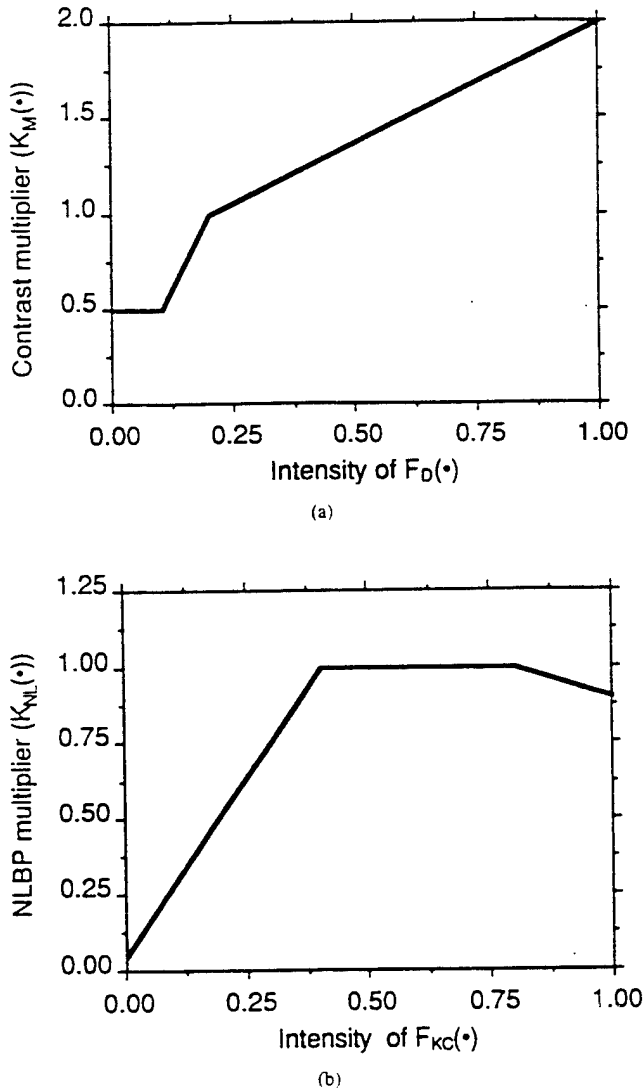 2.0
1.5
1.0
0.5
0.0
Contrast multiplier (K_M(•))
0.00 0.25 0.50 0.75 1.00
Intensity of F_D(•)
(a)
1.25
1.00
0.75
0.50
0.25
0.00
NLBP multiplier (K_NL(•))
0.00 0.25 0.50 0.75 1.00
Intensity of F_KC(•)
(b)